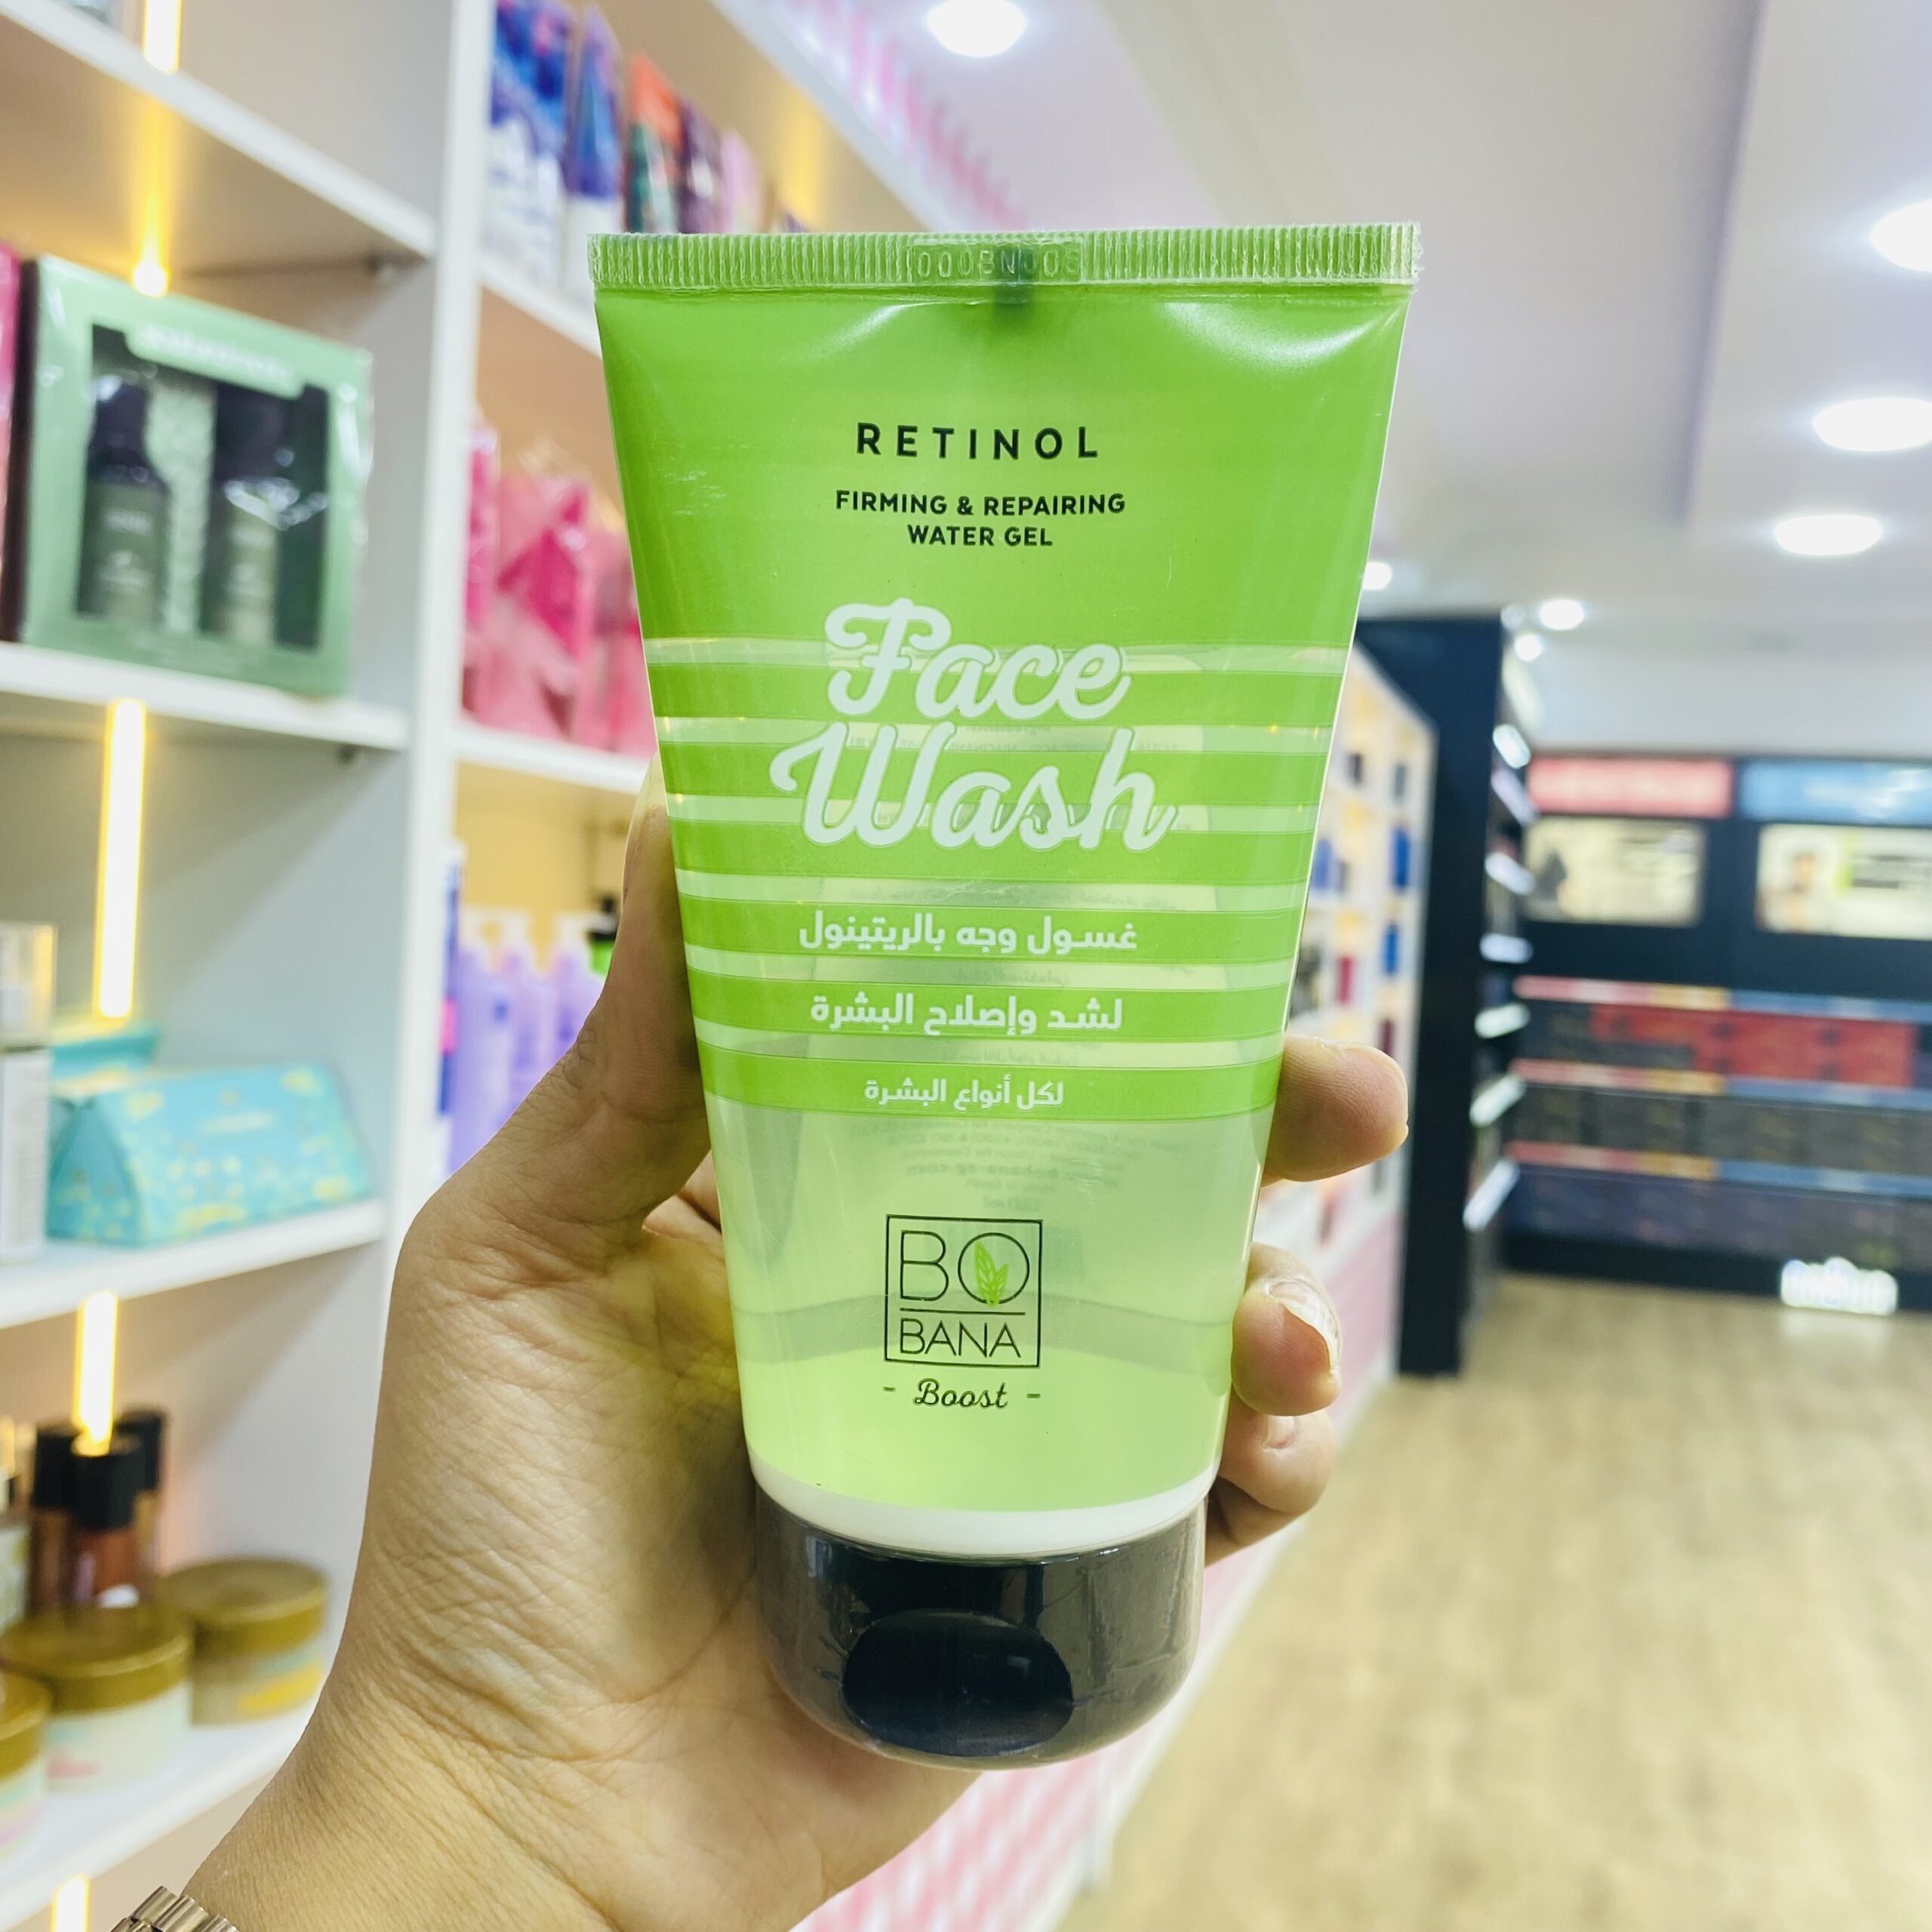 RETINOL
FIRMING & REPAIRING
WATER GEL
Face
Wash
غسول وجه بالريتينول
لشد وإصلاح البشرة
لكل أنواع البشرة
BO
BANA
- Boost -